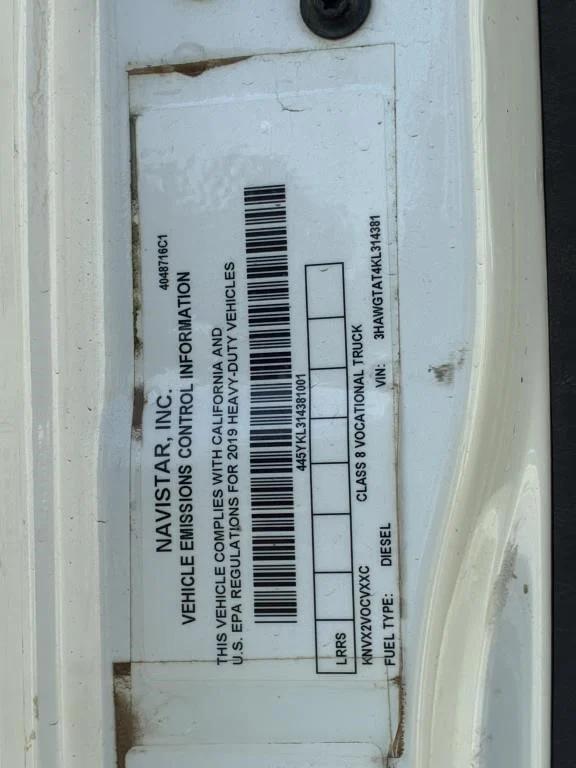 4048716C1
NAVISTAR, INC.
VEHICLE EMISSIONS CONTROL INFORMATION
THIS VEHICLE COMPLIES WITH CALIFORNIA AND
U.S. EPA REGULATIONS FOR 2019 HEAVY-DUTY VEHICLES
445YKL314381001
LRRS
KNVX2VOCVXXC CLASS 8 VOCATIONAL TRUCK
FUEL TYPE: DIESEL VIN: 3HAWGTAT4KL314381